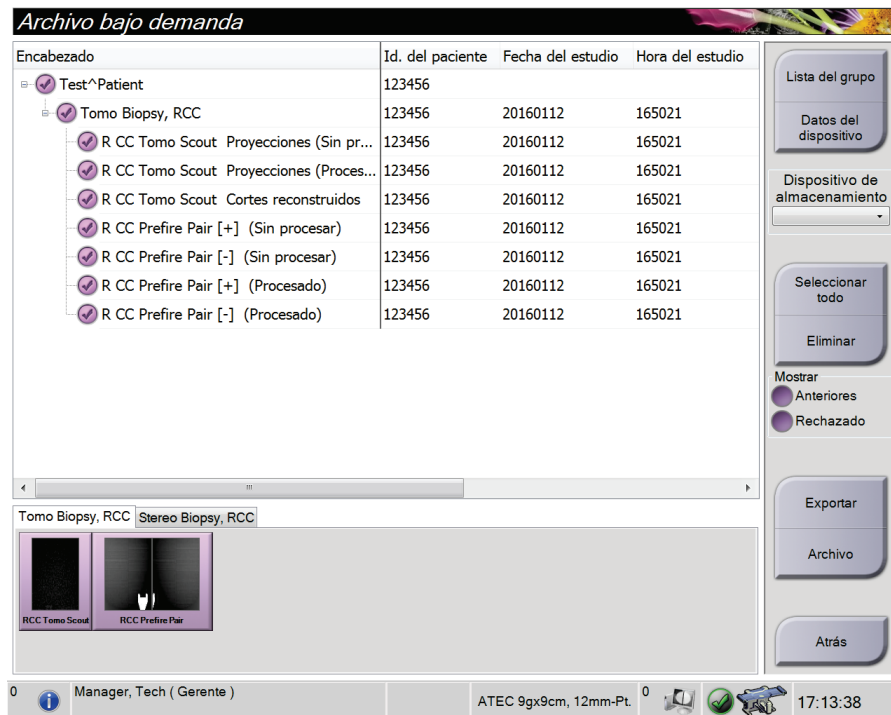 Archivo bajo demanda
Encabezado Id. del paciente Fecha del estudio Hora del estudio
Test^Patient 123456
Tomo Biopsy, RCC 123456 20160112 165021
R CC Tomo Scout Proyecciones (Sin pr... 123456 20160112 165021
R CC Tomo Scout Proyecciones (Proces... 123456 20160112 165021
R CC Tomo Scout Cortes reconstruidos 123456 20160112 165021
R CC Prefire Pair [+] (Sin procesar) 123456 20160112 165021
R CC Prefire Pair [-] (Sin procesar) 123456 20160112 165021
R CC Prefire Pair [+] (Procesado) 123456 20160112 165021
R CC Prefire Pair [-] (Procesado) 123456 20160112 165021
Lista del grupo
Datos del
dispositivo
Dispositivo de
almacenamiento
Seleccionar
todo
Eliminar
Mostrar
Anteriores
Rechazado
Exportar
Archivo
Atrás
Tomo Biopsy, RCC Stereo Biopsy, RCC
RCC Tomo Scout RCC Prefire Pair
0 Manager, Tech ( Gerente ) ATEC 9gx9cm, 12mm-Pt. 0 17:13:38